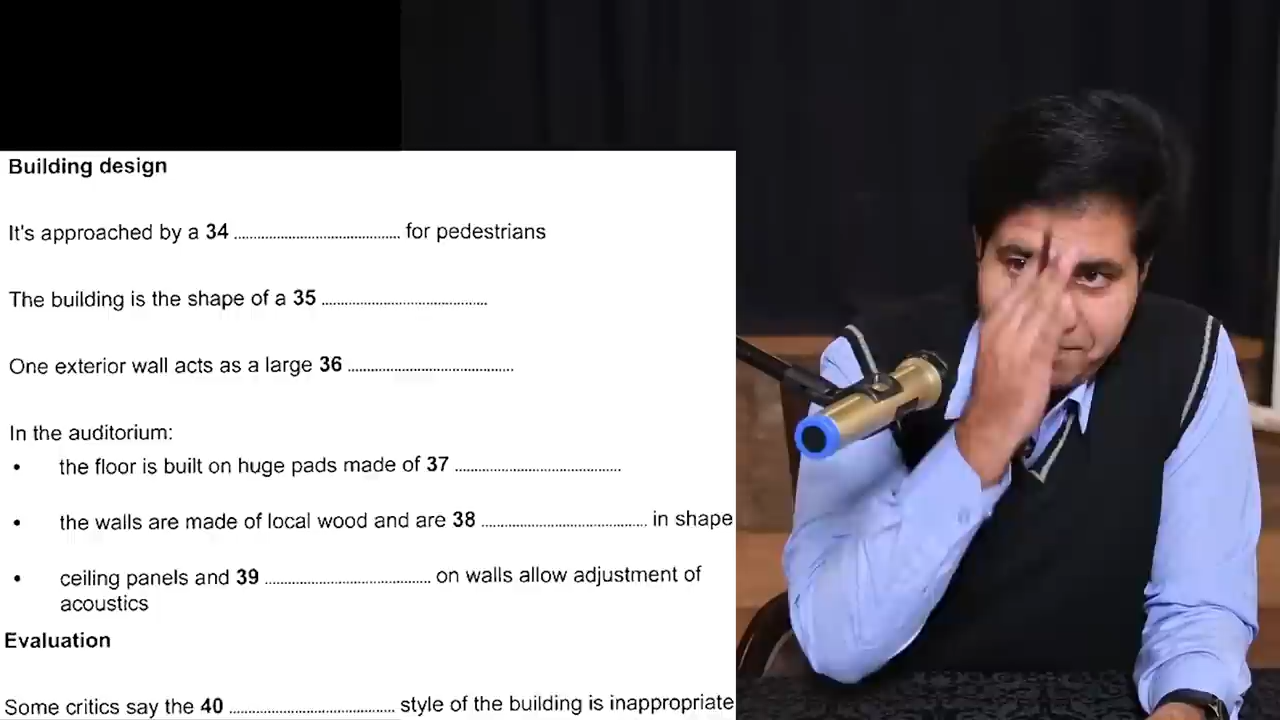 Building design
It's approached by a 34 ........................................ for pedestrians
The building is the shape of a 35 ........................................
One exterior wall acts as a large 36 ........................................
In the auditorium:
• the floor is built on huge pads made of 37 ........................................
• the walls are made of local wood and are 38 ........................................ in shape
• ceiling panels and 39 ........................................ on walls allow adjustment of
acoustics
Evaluation
Some critics say the 40 ........................................ style of the building is inappropriate